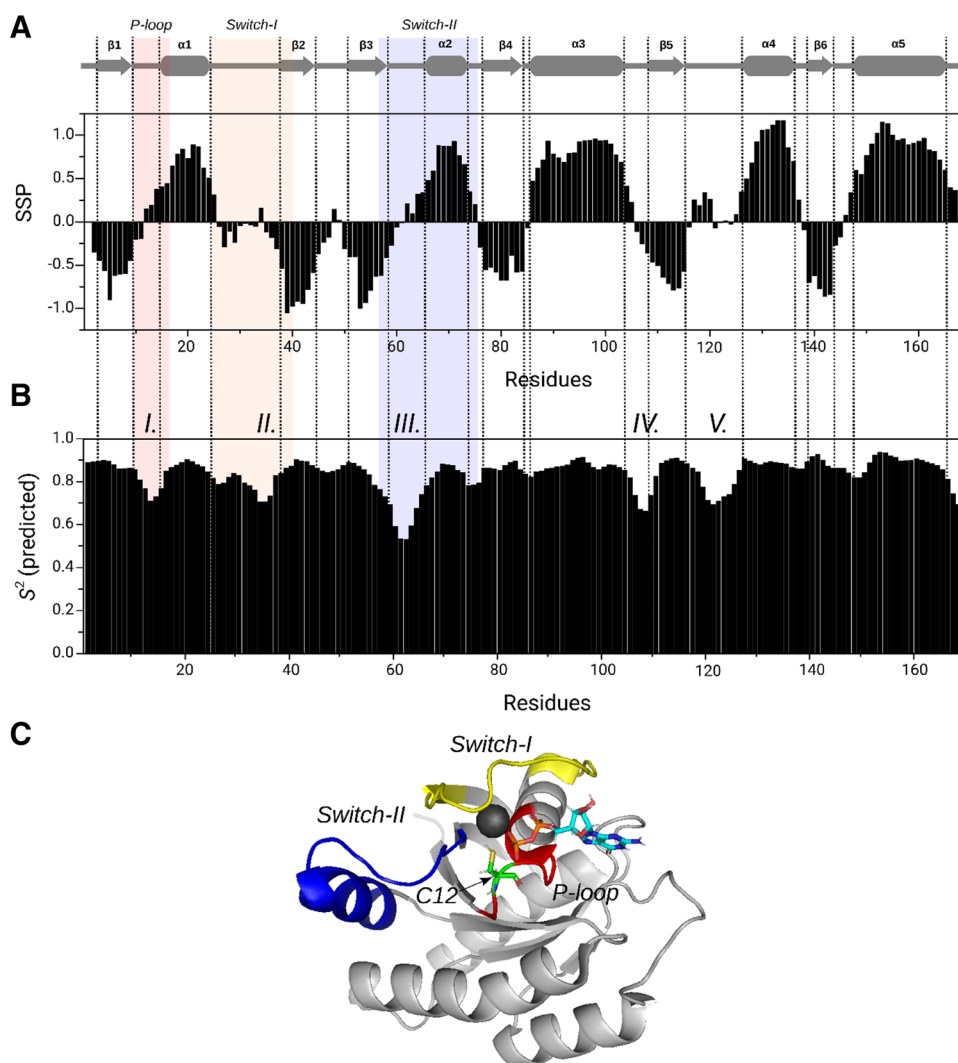 A
P-loop Switch-I Switch-II
β1 α1 β2 β3 α2 β4 α3 β5 α4 β6 α5
SSP
1.0
0.5
0.0
-0.5
-1.0
20 40 60 80 100 120 140 160
Residues
B
I. II. III. IV. V.
S² (predicted)
1.0
0.8
0.6
0.4
0.2
0.0
20 40 60 80 100 120 140 160
Residues
C
Switch-I
Switch-II
C12
P-loop